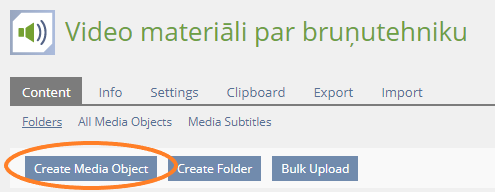 Video materiāli par bruņutehniku
Content Info Settings Clipboard Export Import
Folders All Media Objects Media Subtitles
Create Media Object Create Folder Bulk Upload